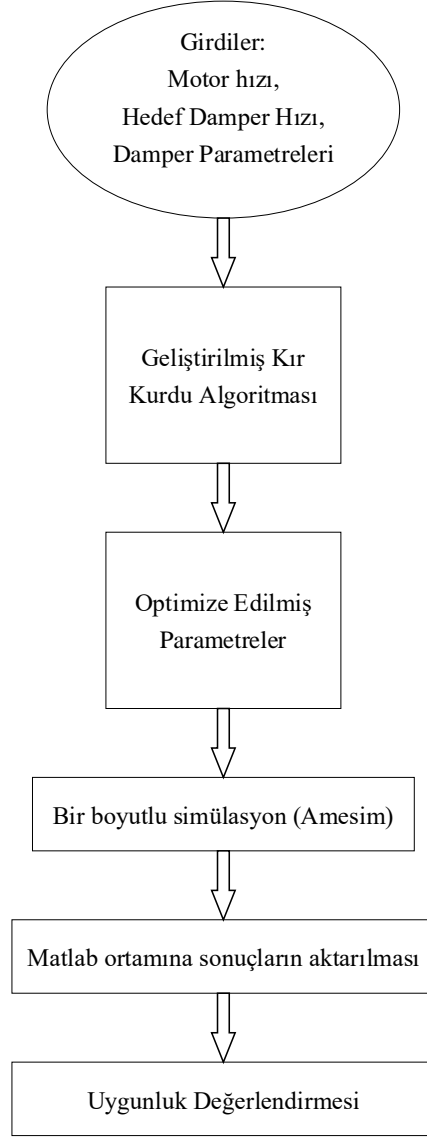 Girdiler:
Motor hızı,
Hedef Damper Hızı,
Damper Parametreleri
Geliştirilmiş Kır
Kurdu Algoritması
Optimize Edilmiş
Parametreler
Bir boyutlu simülasyon (Amesim)
Matlab ortamına sonuçların aktarılması
Uygunluk Değerlendirmesi